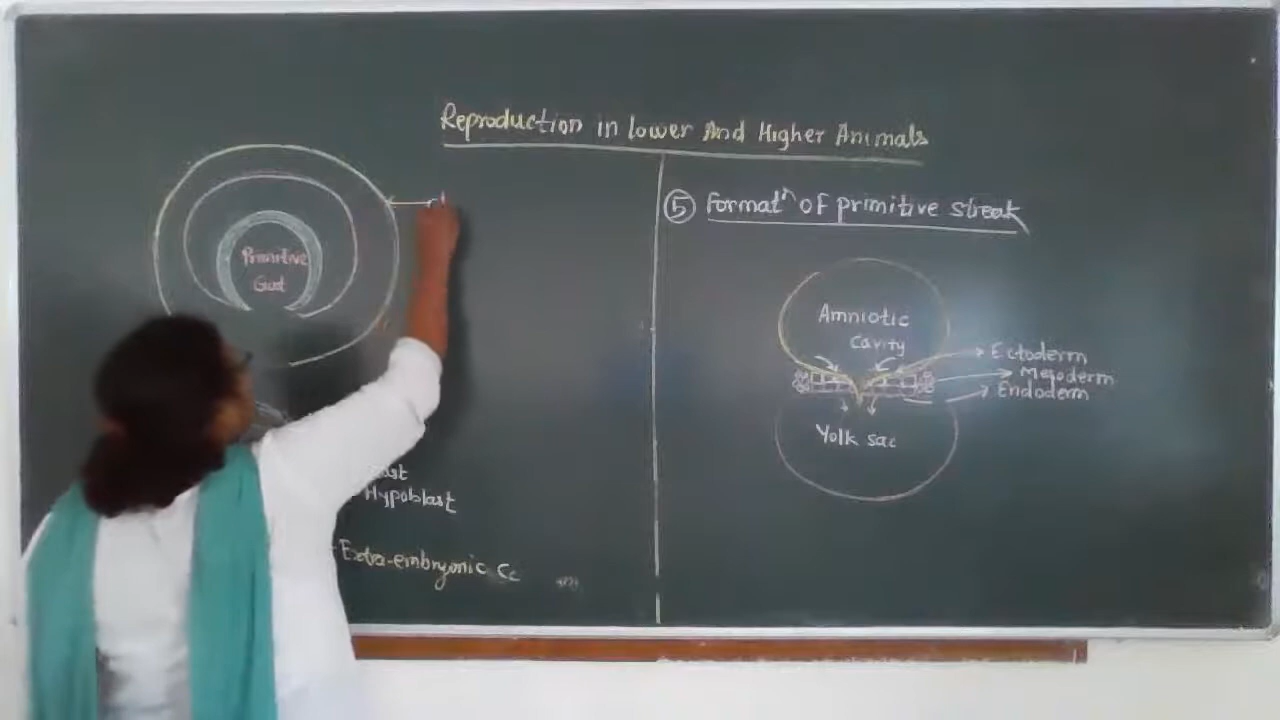 Reproduction in Lower And Higher Animals
Primitive
Gut
Hypoblast
Extra-embryonic
⑤ Formatⁿ of primitive streak
Amniotic
Cavity
Ectoderm
Mesoderm
Endoderm
Yolk sac